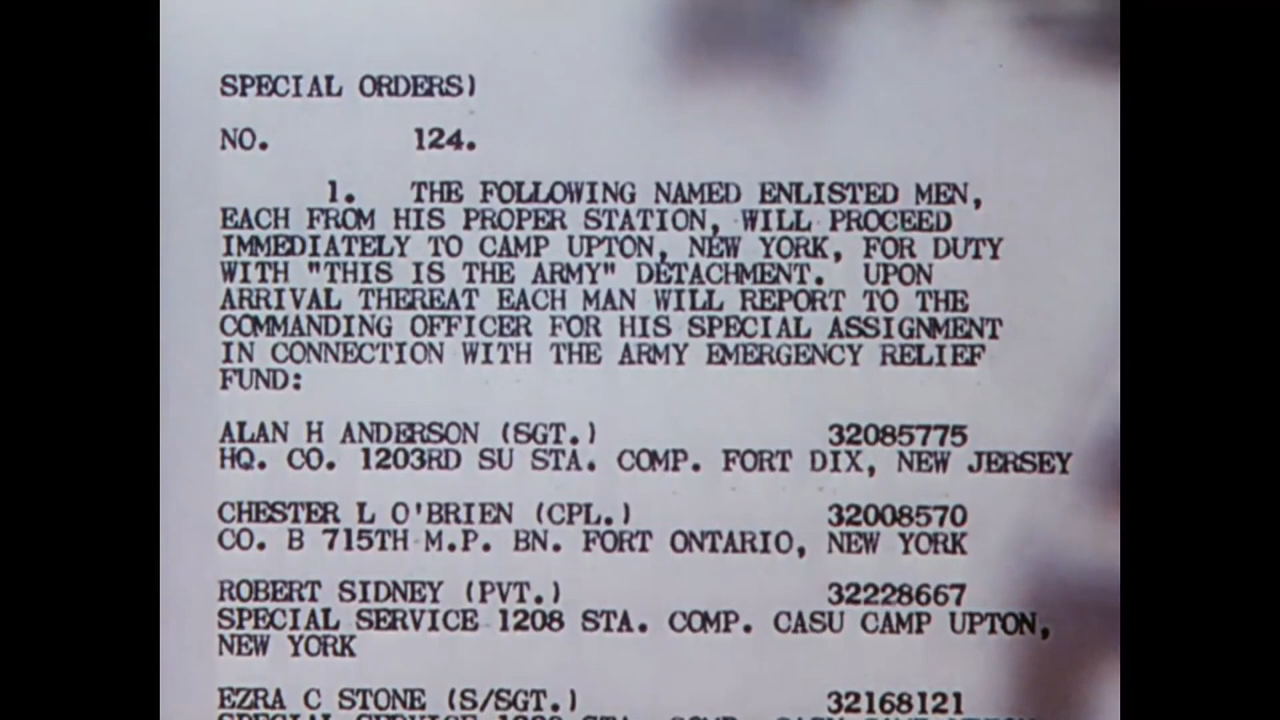 SPECIAL ORDERS)
NO. 124.
1. THE FOLLOWING NAMED ENLISTED MEN,
EACH FROM HIS PROPER STATION, WILL PROCEED
IMMEDIATELY TO CAMP UPTON, NEW YORK, FOR DUTY
WITH "THIS IS THE ARMY" DETACHMENT. UPON
ARRIVAL THEREAT EACH MAN WILL REPORT TO THE
COMMANDING OFFICER FOR HIS SPECIAL ASSIGNMENT
IN CONNECTION WITH THE ARMY EMERGENCY RELIEF
FUND:
ALAN H ANDERSON (SGT.) 32085775
HQ. CO. 1203RD SU STA. COMP. FORT DIX, NEW JERSEY
CHESTER L O'BRIEN (CPL.) 32008570
CO. B 715TH M.P. BN. FORT ONTARIO, NEW YORK
ROBERT SIDNEY (PVT.) 32228667
SPECIAL SERVICE 1208 STA. COMP. CASU CAMP UPTON,
NEW YORK
EZRA C STONE (S/SGT.) 32168121